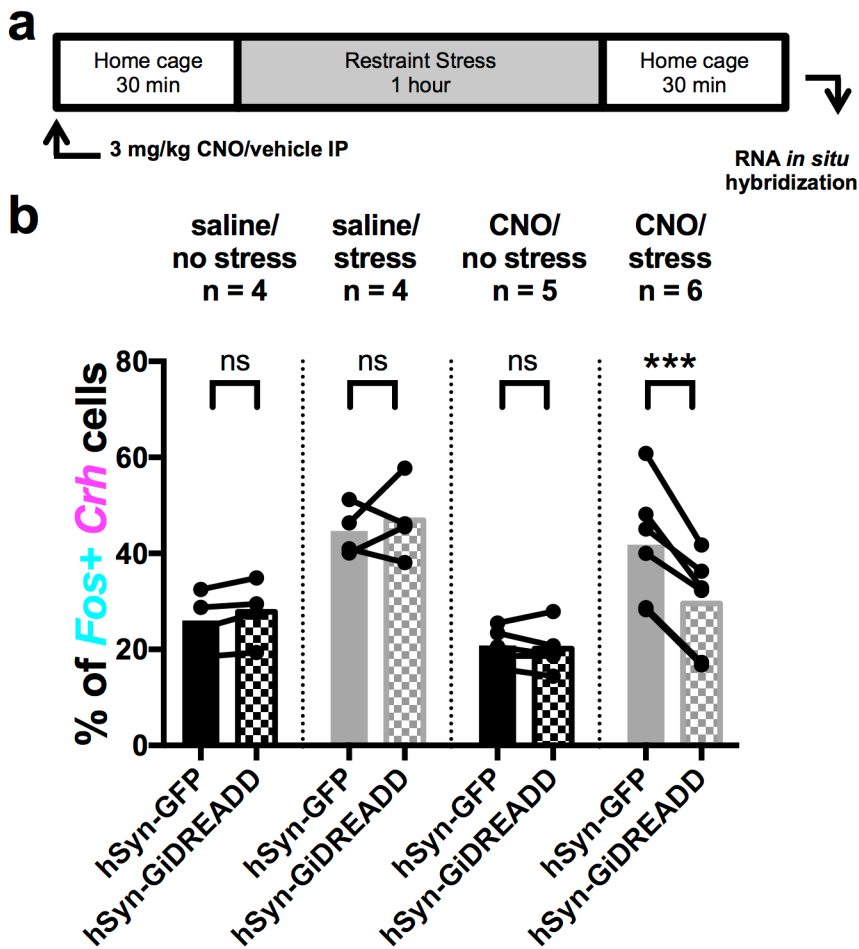 a
Home cage
30 min
Restraint Stress
1 hour
Home cage
30 min
3 mg/kg CNO/vehicle IP
RNA in situ
hybridization
b
saline/
no stress
n = 4
saline/
stress
n = 4
CNO/
no stress
n = 5
CNO/
stress
n = 6
% of Fos+ Crh cells
80
60
40
20
0
ns
ns
ns
***
hSyn-GFP
hSyn-GiDREADD
hSyn-GFP
hSyn-GiDREADD
hSyn-GFP
hSyn-GiDREADD
hSyn-GFP
hSyn-GiDREADD